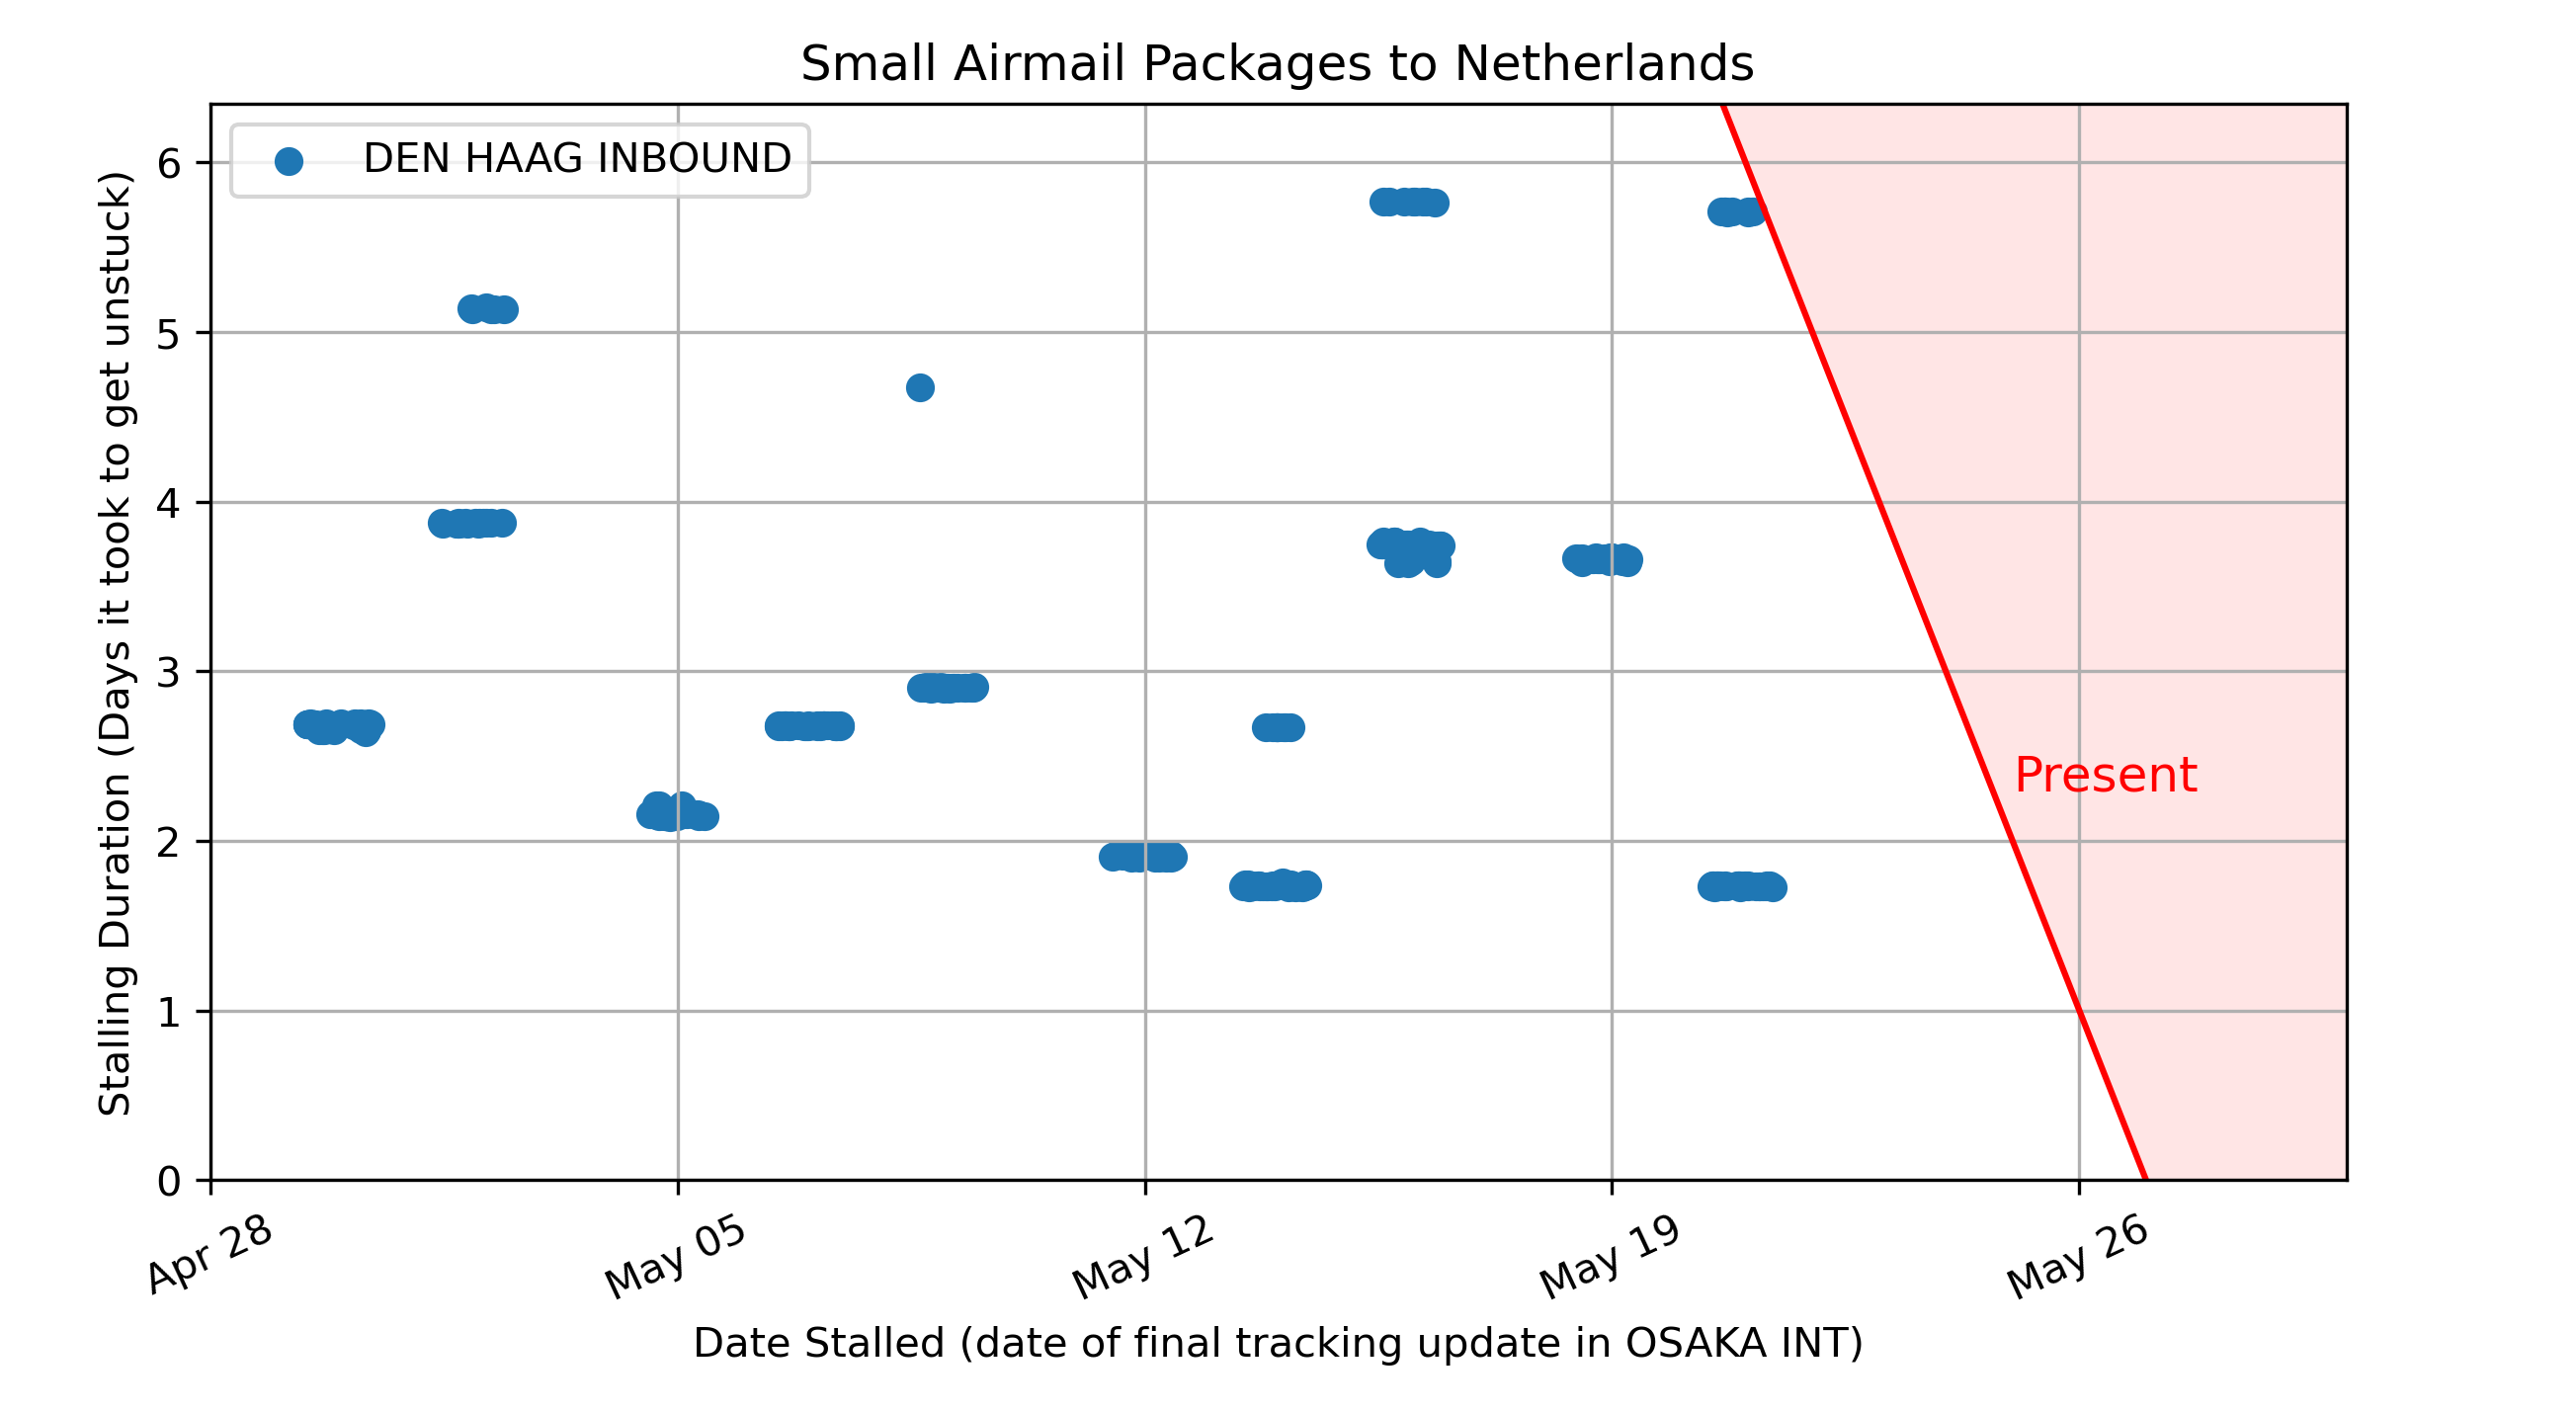 Small Airmail Packages to Netherlands
DEN HAAG INBOUND
Stalling Duration (Days it took to get unstuck)
6
5
4
3
2
1
0
Present
Apr 28
May 05
May 12
May 19
May 26
Date Stalled (date of final tracking update in OSAKA INT)